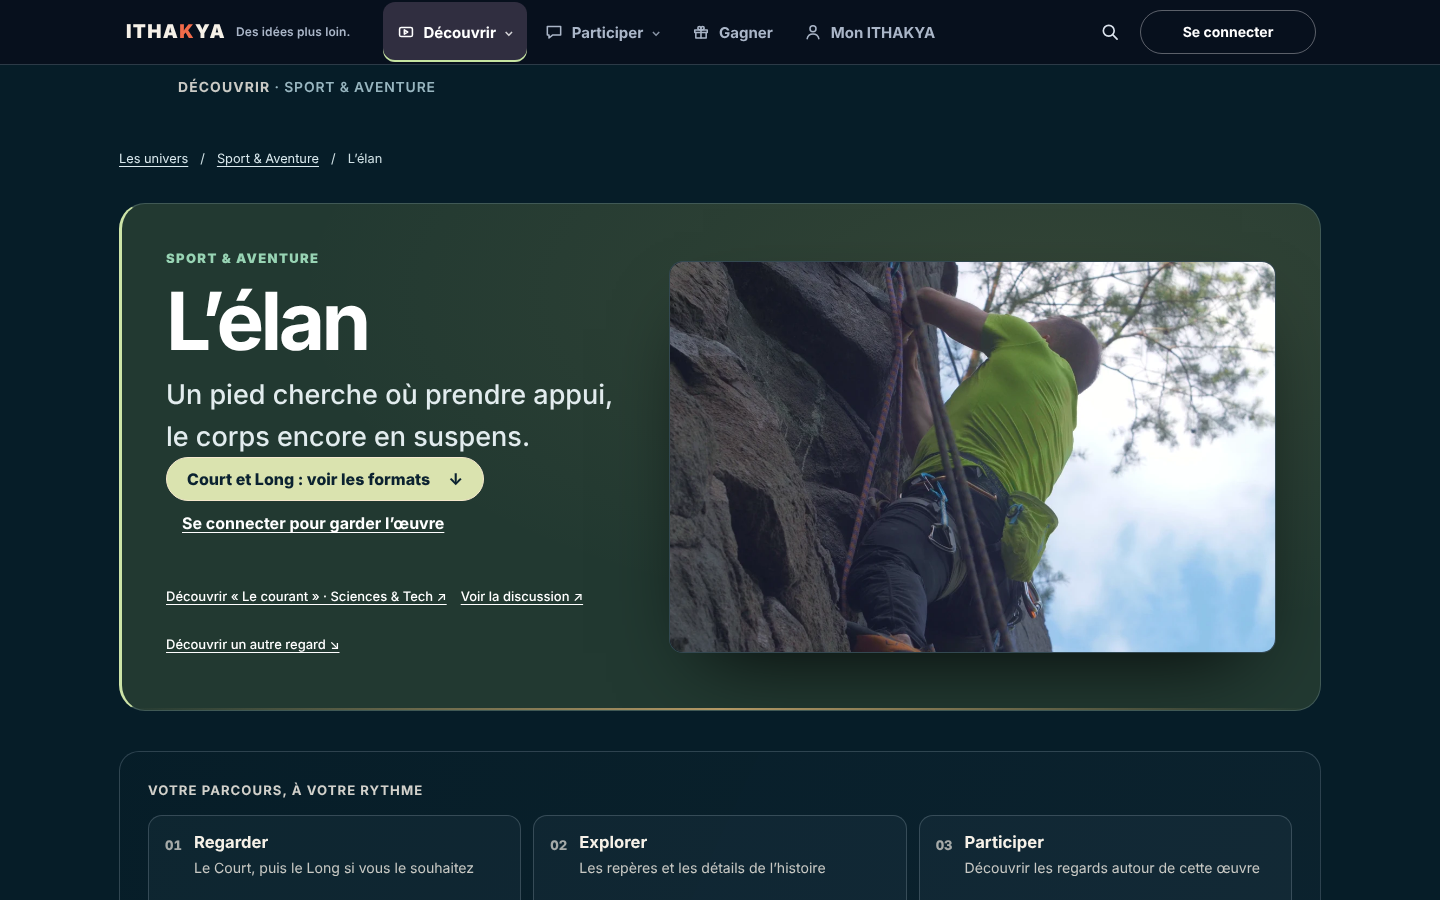 ITHAKYA Des idées plus loin. Découvrir Participer Gagner Mon ITHAKYA Se connecter
DÉCOUVRIR · SPORT & AVENTURE
Les univers / Sport & Aventure / L’élan
SPORT & AVENTURE
L’élan
Un pied cherche où prendre appui,
le corps encore en suspens.
Court et Long : voir les formats ↓
Se connecter pour garder l’œuvre
Découvrir « Le courant » · Sciences & Tech ↗ Voir la discussion ↗
Découvrir un autre regard ↘
VOTRE PARCOURS, À VOTRE RYTHME
01 Regarder
Le Court, puis le Long si vous le souhaitez
02 Explorer
Les repères et les détails de l’histoire
03 Participer
Découvrir les regards autour de cette œuvre